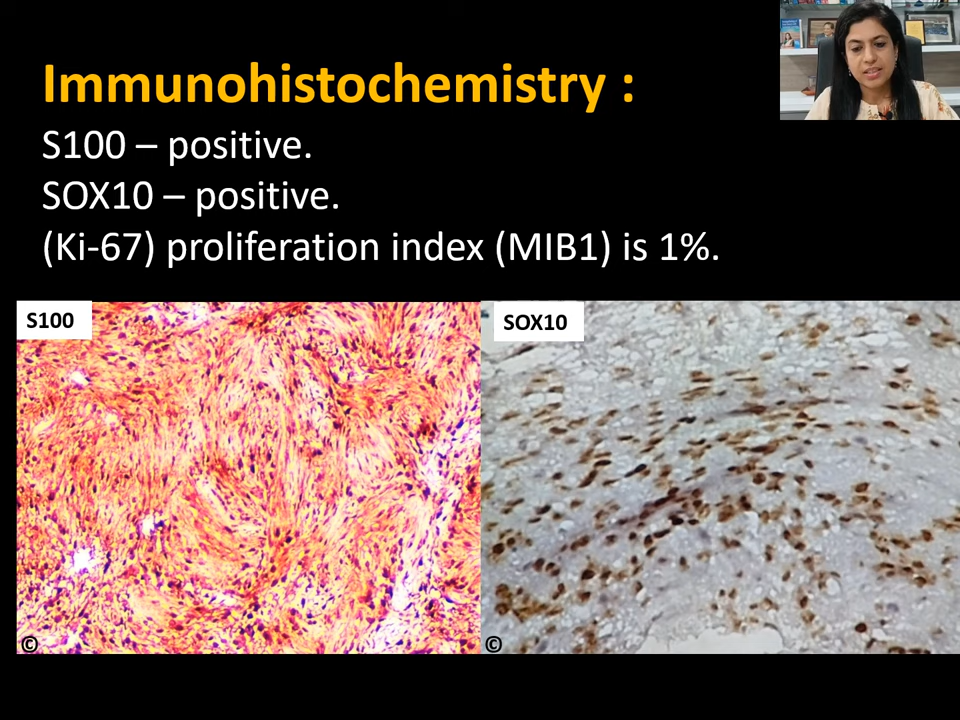 Immunohistochemistry :
S100 – positive.
SOX10 – positive.
(Ki-67) proliferation index (MIB1) is 1%.
S100
SOX10
©
©